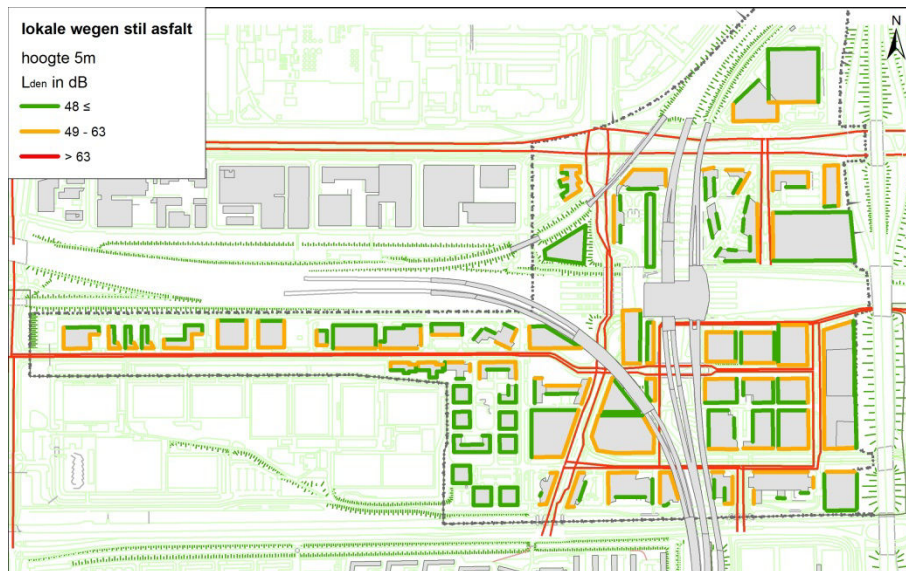 lokale wegen stil asfalt
hoogte 5m
Lden in dB
48 ≤
49 - 63
> 63
N